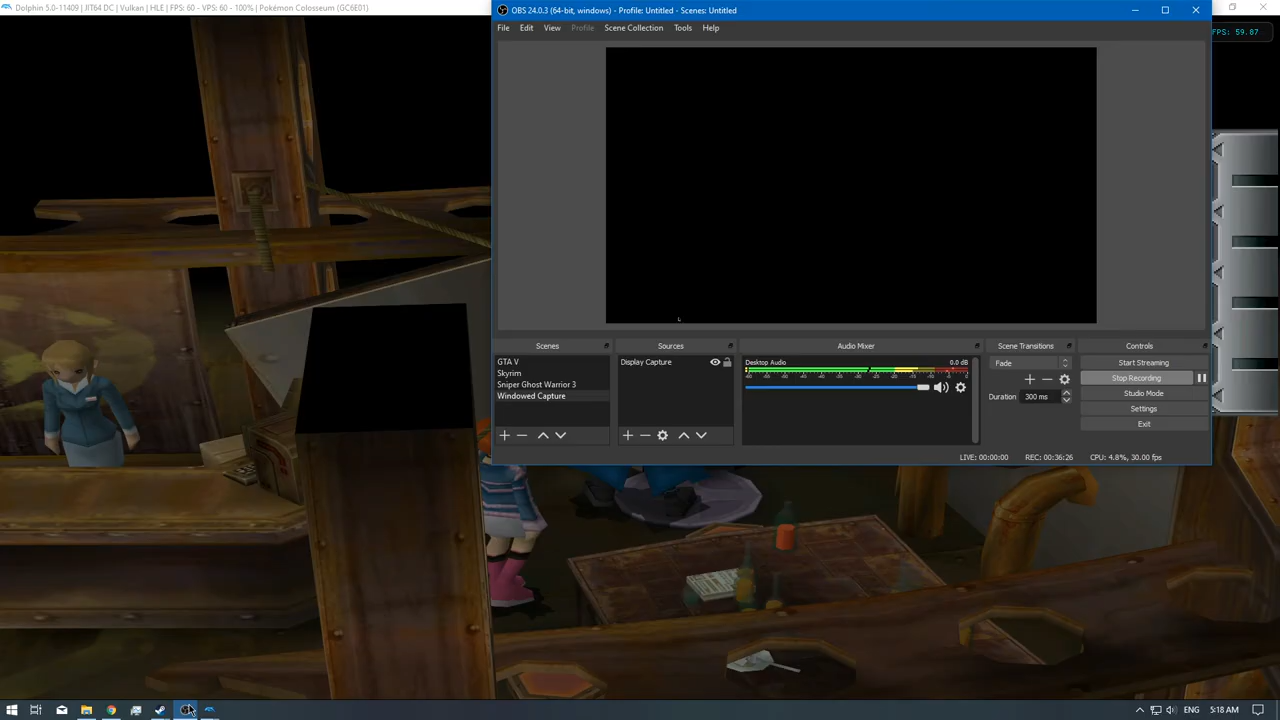 Dolphin 5.0-11409 | JIT64 DC | Vulkan | HLE | FPS: 60 - VPS: 60 - 100% | Pokémon Colosseum (GC6E01)
OBS 24.0.3 (64-bit, windows) - Profile: Untitled - Scenes: Untitled
File Edit View Profile Scene Collection Tools Help
FPS: 59.87
Scenes
Sources
Audio Mixer
Scene Transitions
Controls
GTA V
Skyrim
Sniper Ghost Warrior 3
Windowed Capture
Display Capture
Desktop Audio
0.0 dB
Fade
Duration 300 ms
Start Streaming
Stop Recording
Studio Mode
Settings
Exit
LIVE: 00:00:00
REC: 00:36:26
CPU: 4.8%, 30.00 fps
ENG
5:18 AM